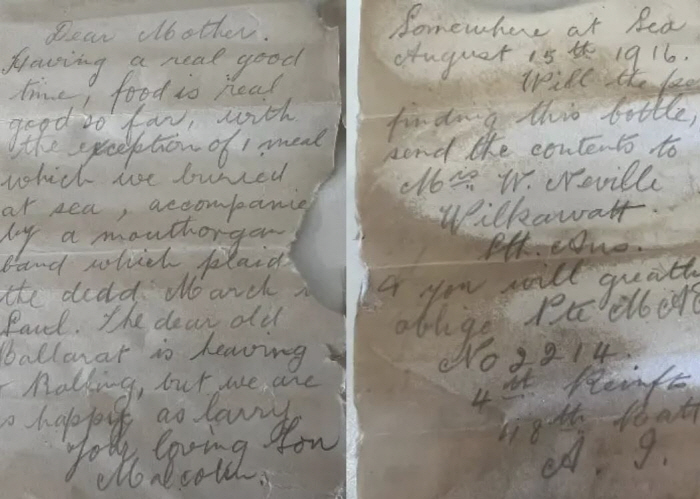 Dear Mother.
Having a real good
time, food is real
good so far, with
the exception of 1 meal
which we buried
at sea, accompanie
by a mouthorgan
band which plaid
the dedd March
Saul. The dear old
Ballarat is heaving
& Rolling, but we are
as happy as larry
your loving Son
Malcolm.
Somewhere at Sea
August 15th 1916.
Will the pe
finding this bottle,
send the contents to
Mrs W. Neville
Wilkawatt
Sth. Aus.
& you will greatl
oblige Pte M A
No 2214.
4th Reinfts
48th Batt
A. I.